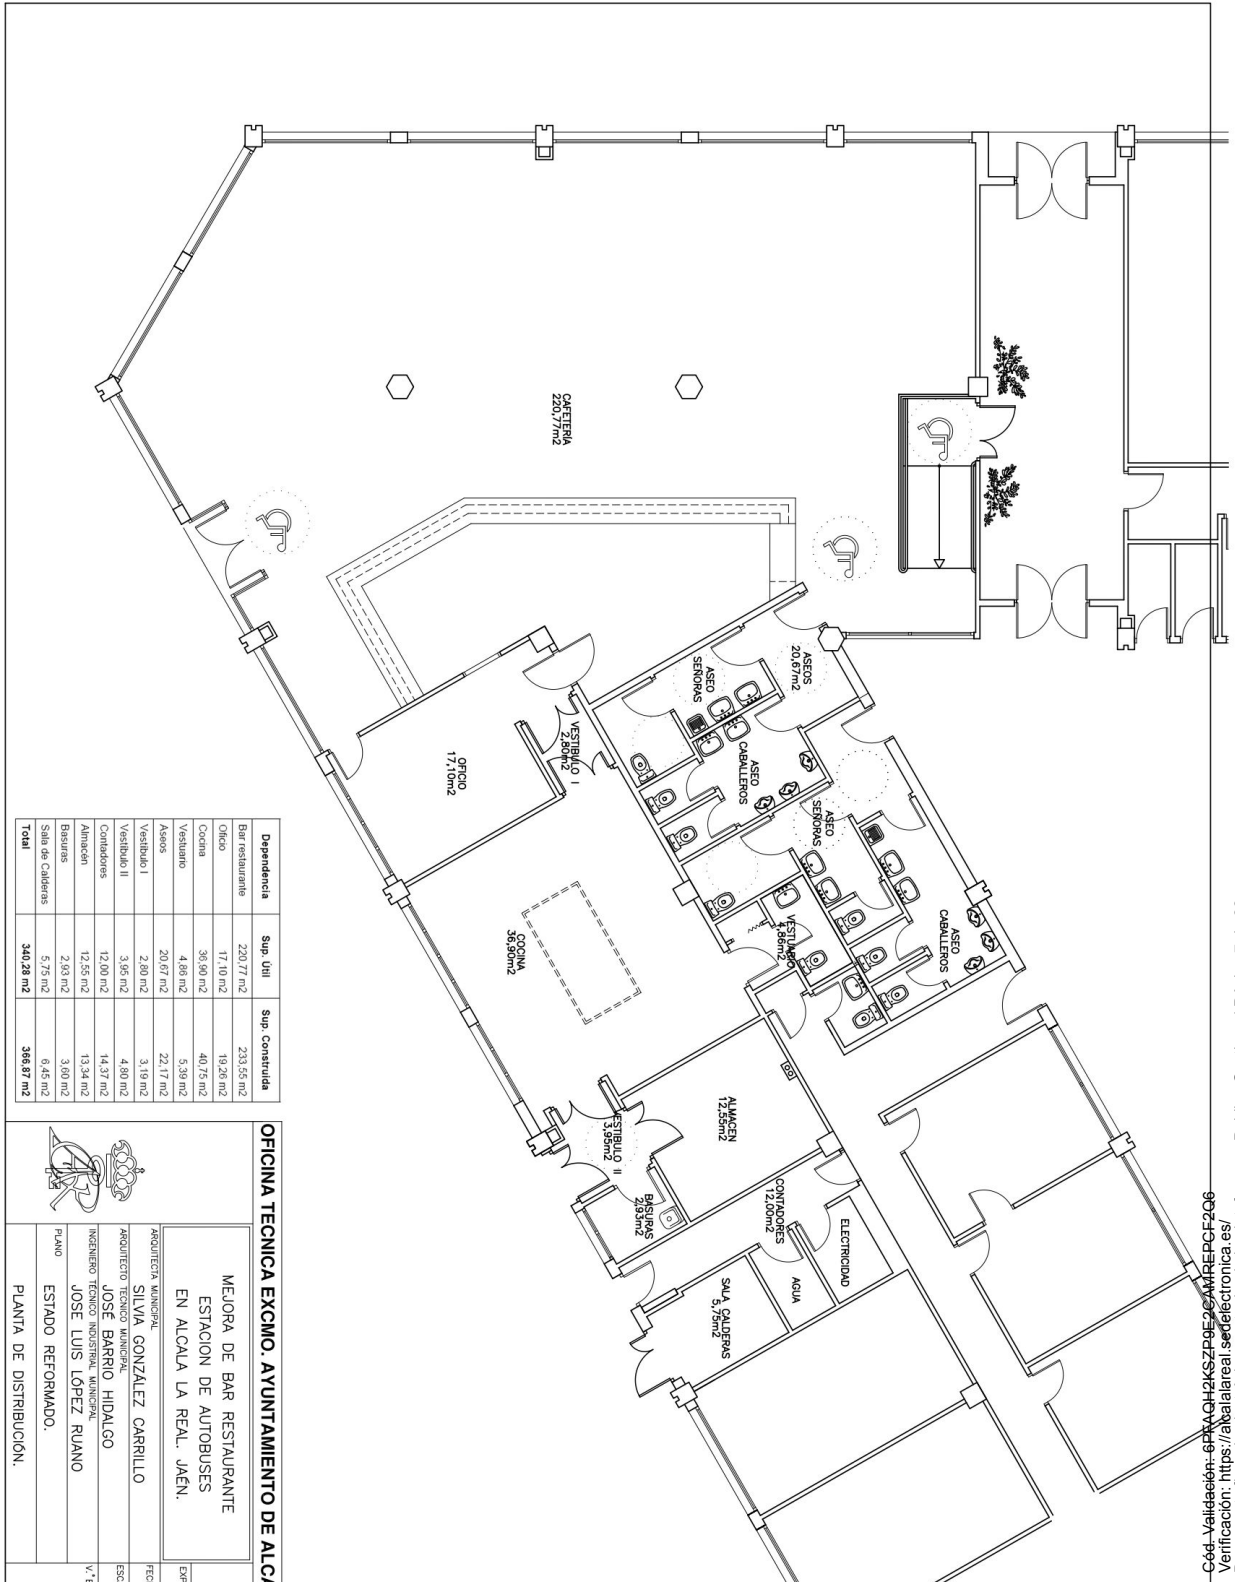 CAFETERÍA
220,77m2
ASEOS
20,67m2
ASEO
SEÑORAS
ASEO
CABALLEROS
VESTIBULO I
2,80m2
OFICIO
17,10m2
ASEO
SEÑORAS
ASEO
CABALLEROS
VESTUARIO
4,86m2
COCINA
36,90m2
ALMACEN
12,55m2
ESTIBULO II
3,95m2
BASURAS
2,93m2
CONTADORES
12,00m2
ELECTRICIDAD
AGUA
SALA CALDERAS
5,75m2
Dependencia Sup. Útil Sup. Construida
Bar restaurante 220,77 m2 233,55 m2
Oficio 17,10 m2 19,26 m2
Cocina 36,90 m2 40,75 m2
Vestuario 4,86 m2 5,39 m2
Aseos 20,67 m2 22,17 m2
Vestíbulo I 2,80 m2 3,19 m2
Vestíbulo II 3,95 m2 4,80 m2
Contadores 12,00 m2 14,37 m2
Almacén 12,55 m2 13,34 m2
Basuras 2,93 m2 3,60 m2
Sala de Calderas 5,75 m2 6,45 m2
Total 340,28 m2 366,87 m2
OFICINA TECNICA EXCMO. AYUNTAMIENTO DE ALCA
MEJORA DE BAR RESTAURANTE
ESTACION DE AUTOBUSES
EN ALCALA LA REAL. JAÉN.
ARQUITECTA MUNICIPAL
SILVIA GONZÁLEZ CARRILLO
ARQUITECTO TÉCNICO MUNICIPAL
JOSÉ BARRIO HIDALGO
INGENIERO TÉCNICO INDUSTRIAL MUNICIPAL
JOSE LUIS LÓPEZ RUANO
PLANO
ESTADO REFORMADO.
PLANTA DE DISTRIBUCIÓN.
EXP
FEC
ESC
Verificación: https://alcalalareal.sedelectronica.es/